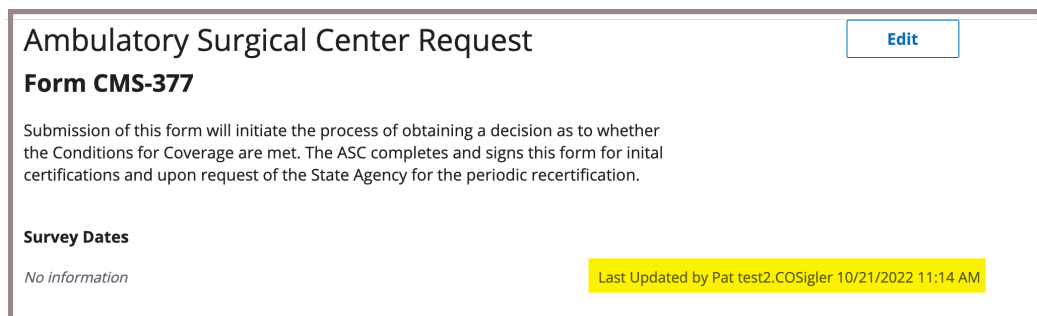 Ambulatory Surgical Center Request
Edit
Form CMS-377
Submission of this form will initiate the process of obtaining a decision as to whether
the Conditions for Coverage are met. The ASC completes and signs this form for inital
certifications and upon request of the State Agency for the periodic recertification.
Survey Dates
No information
Last Updated by Pat test2.COSigler 10/21/2022 11:14 AM